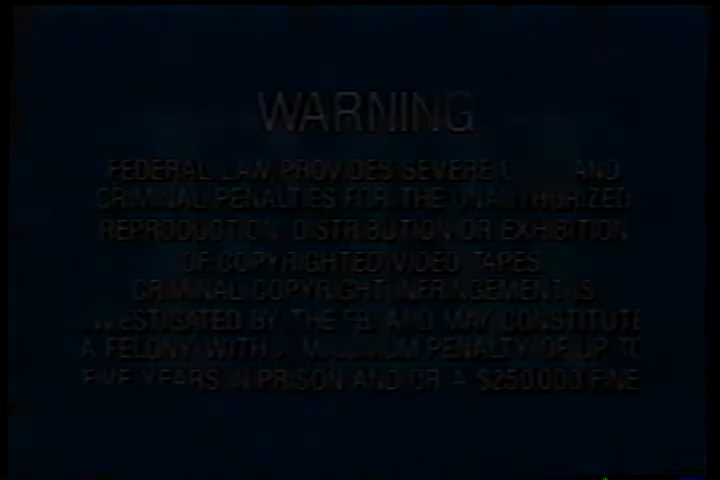 WARNING
FEDERAL LAW PROVIDES SEVERE AND
CRIMINAL PENALTIES FOR THE UNAUTHORIZED
REPRODUCTION, DISTRIBUTION OR EXHIBITION
OF COPYRIGHTED VIDEO TAPES.
CRIMINAL COPYRIGHT INFRINGEMENT IS
INVESTIGATED BY THE FBI AND MAY CONSTITUTE
A FELONY WITH A MAXIMUM PENALTY OF UP TO
FIVE YEARS IN PRISON AND OR A $250,000 FINE